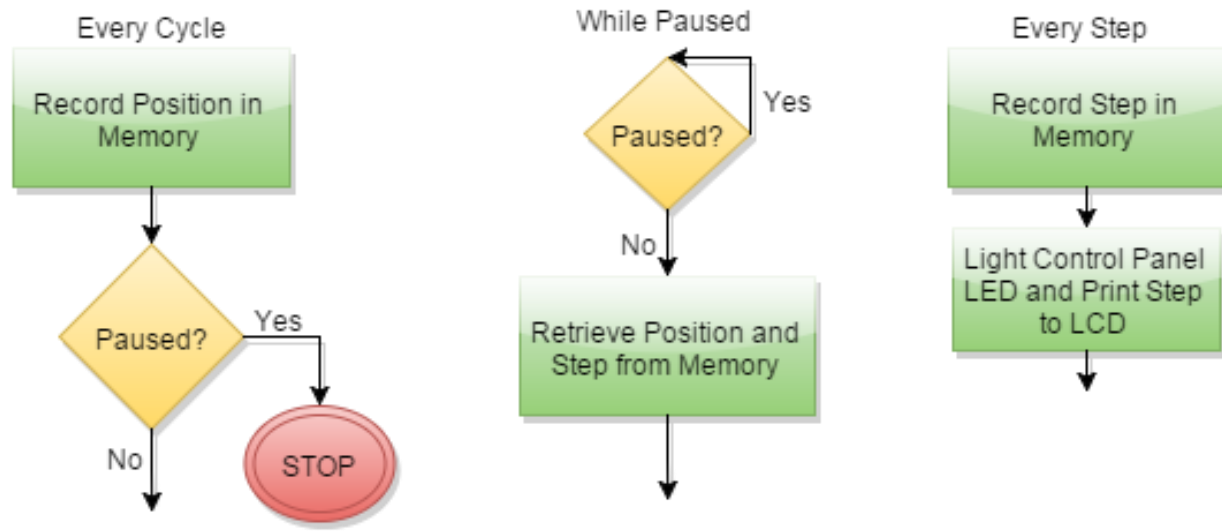 Every Cycle
Record Position in
Memory
Paused?
Yes
No
STOP
While Paused
Paused?
Yes
No
Retrieve Position and
Step from Memory
Every Step
Record Step in
Memory
Light Control Panel
LED and Print Step
to LCD